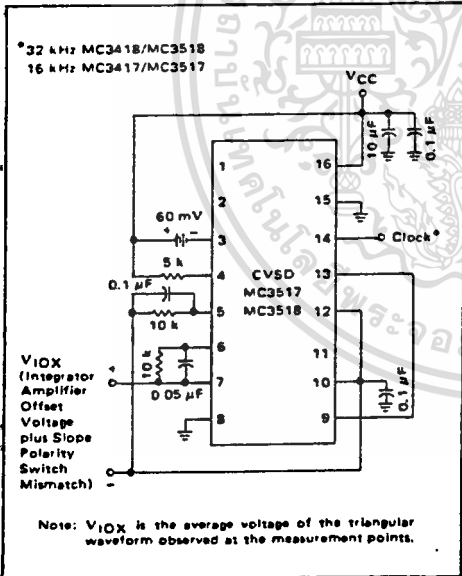 *32 kHz MC3418/MC3518
16 kHz MC3417/MC3517
VCC
10 µF
0.1 µF
1
2
3
4
5
6
7
8
16
15
14
13
12
11
10
9
60 mV
+ -
5 k
0.1 µF
10 k
10 k
0.05 µF
CVSD
MC3517
MC3518
Clock*
0.1 µF
VIOX
(Integrator
Amplifier
Offset
Voltage
plus Slope
Polarity
Switch
Mismatch)
+
-
Note: VIOX is the average voltage of the triangular
waveform observed at the measurement points.